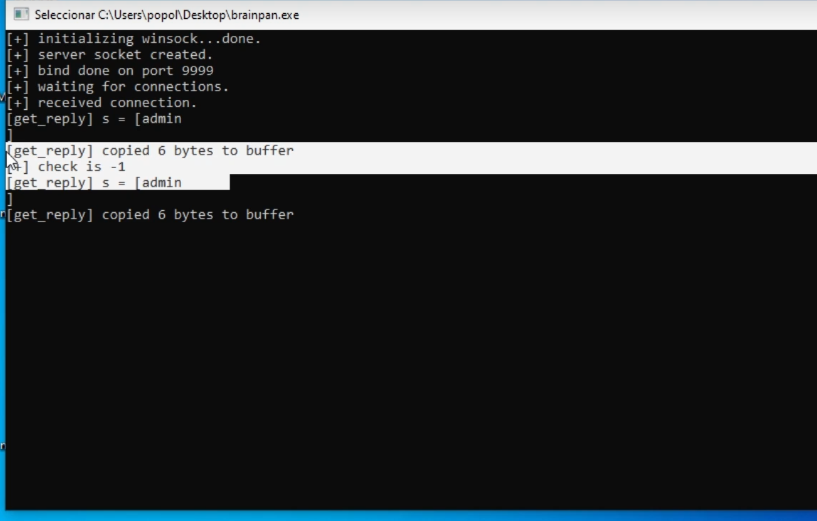 Seleccionar C:\Users\popol\Desktop\brainpan.exe
[+] initializing winsock...done.
[+] server socket created.
[+] bind done on port 9999
[+] waiting for connections.
[+] received connection.
[get_reply] s = [admin
]
[get_reply] copied 6 bytes to buffer
[+] check is -1
[get_reply] s = [admin
]
[get_reply] copied 6 bytes to buffer